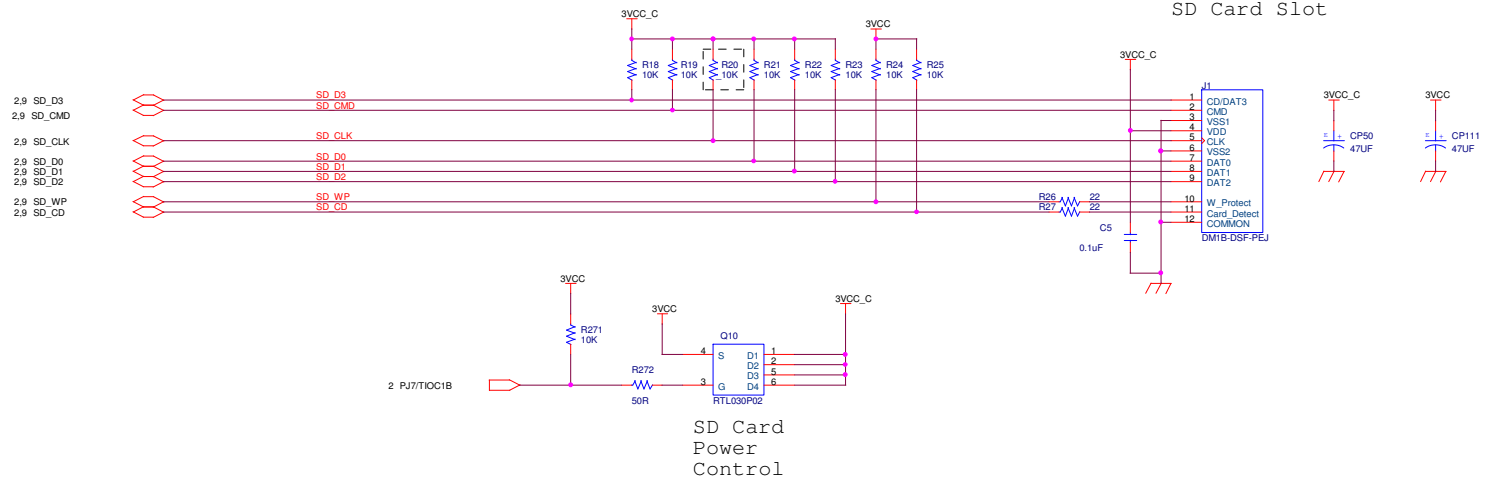 SD Card Slot
3VCC_C
3VCC
R18
10K
R19
10K
R20
10K
R21
10K
R22
10K
R23
10K
R24
10K
R25
10K
3VCC_C
J1
2,9 SD_D3
SD_D3
1 CD/DAT3
2,9 SD_CMD
SD_CMD
2 CMD
3 VSS1
4 VDD
2,9 SD_CLK
SD_CLK
5 CLK
6 VSS2
2,9 SD_D0
SD_D0
7 DAT0
2,9 SD_D1
SD_D1
8 DAT1
2,9 SD_D2
SD_D2
9 DAT2
2,9 SD_WP
SD_WP
R26 22
10 W_Protect
2,9 SD_CD
SD_CD
R27 22
11 Card_Detect
12 COMMON
DM1B-DSF-PEJ
C5
0.1uF
3VCC_C
+
CP50
47UF
3VCC
+
CP111
47UF
3VCC
R271
10K
2 PJ7/TIOC1B
R272
50R
3VCC
Q10
4 S
3 G
D1 1
D2 2
D3 5
D4 6
RTL030P02
3VCC_C
SD Card
Power
Control